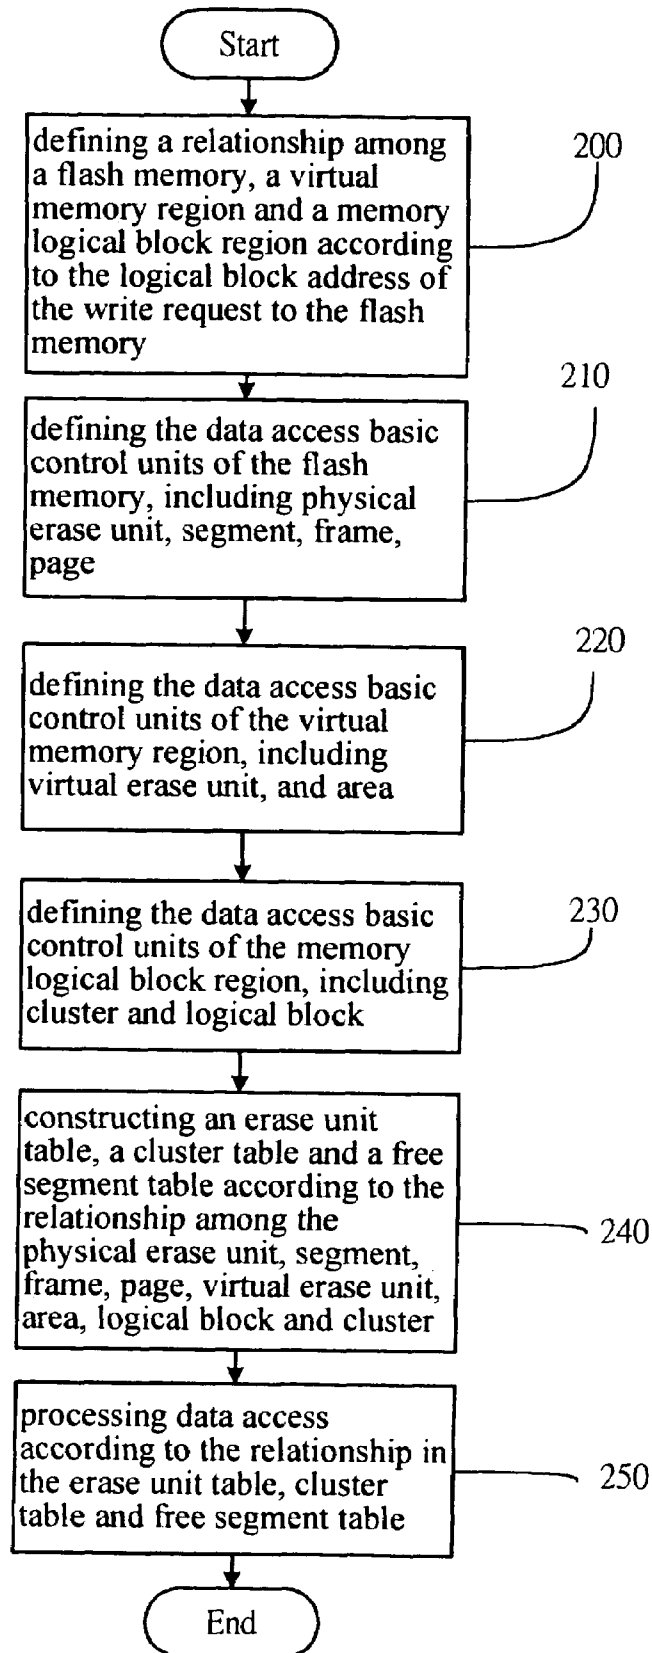 Start
defining a relationship among
a flash memory, a virtual
memory region and a memory
logical block region according
to the logical block address of
the write request to the flash
memory
200
defining the data access basic
control units of the flash
memory, including physical
erase unit, segment, frame,
page
210
defining the data access basic
control units of the virtual
memory region, including
virtual erase unit, and area
220
defining the data access basic
control units of the memory
logical block region, including
cluster and logical block
230
constructing an erase unit
table, a cluster table and a free
segment table according to the
relationship among the
physical erase unit, segment,
frame, page, virtual erase unit,
area, logical block and cluster
240
processing data access
according to the relationship in
the erase unit table, cluster
table and free segment table
250
End